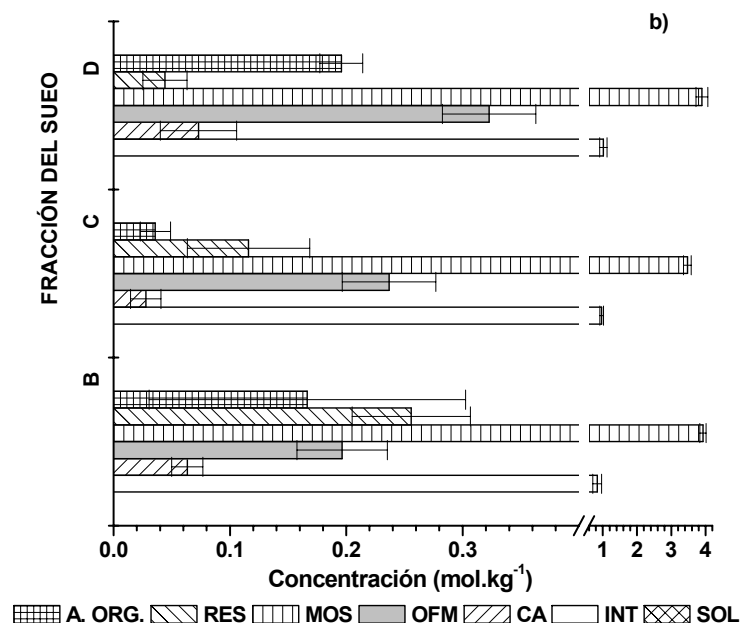 b)
FRACCIÓN DEL SUEO
D
C
B
0.0 0.1 0.2 0.3 1 2 3 4
Concentración (mol.kg⁻¹)
A. ORG. RES MOS OFM CA INT SOL